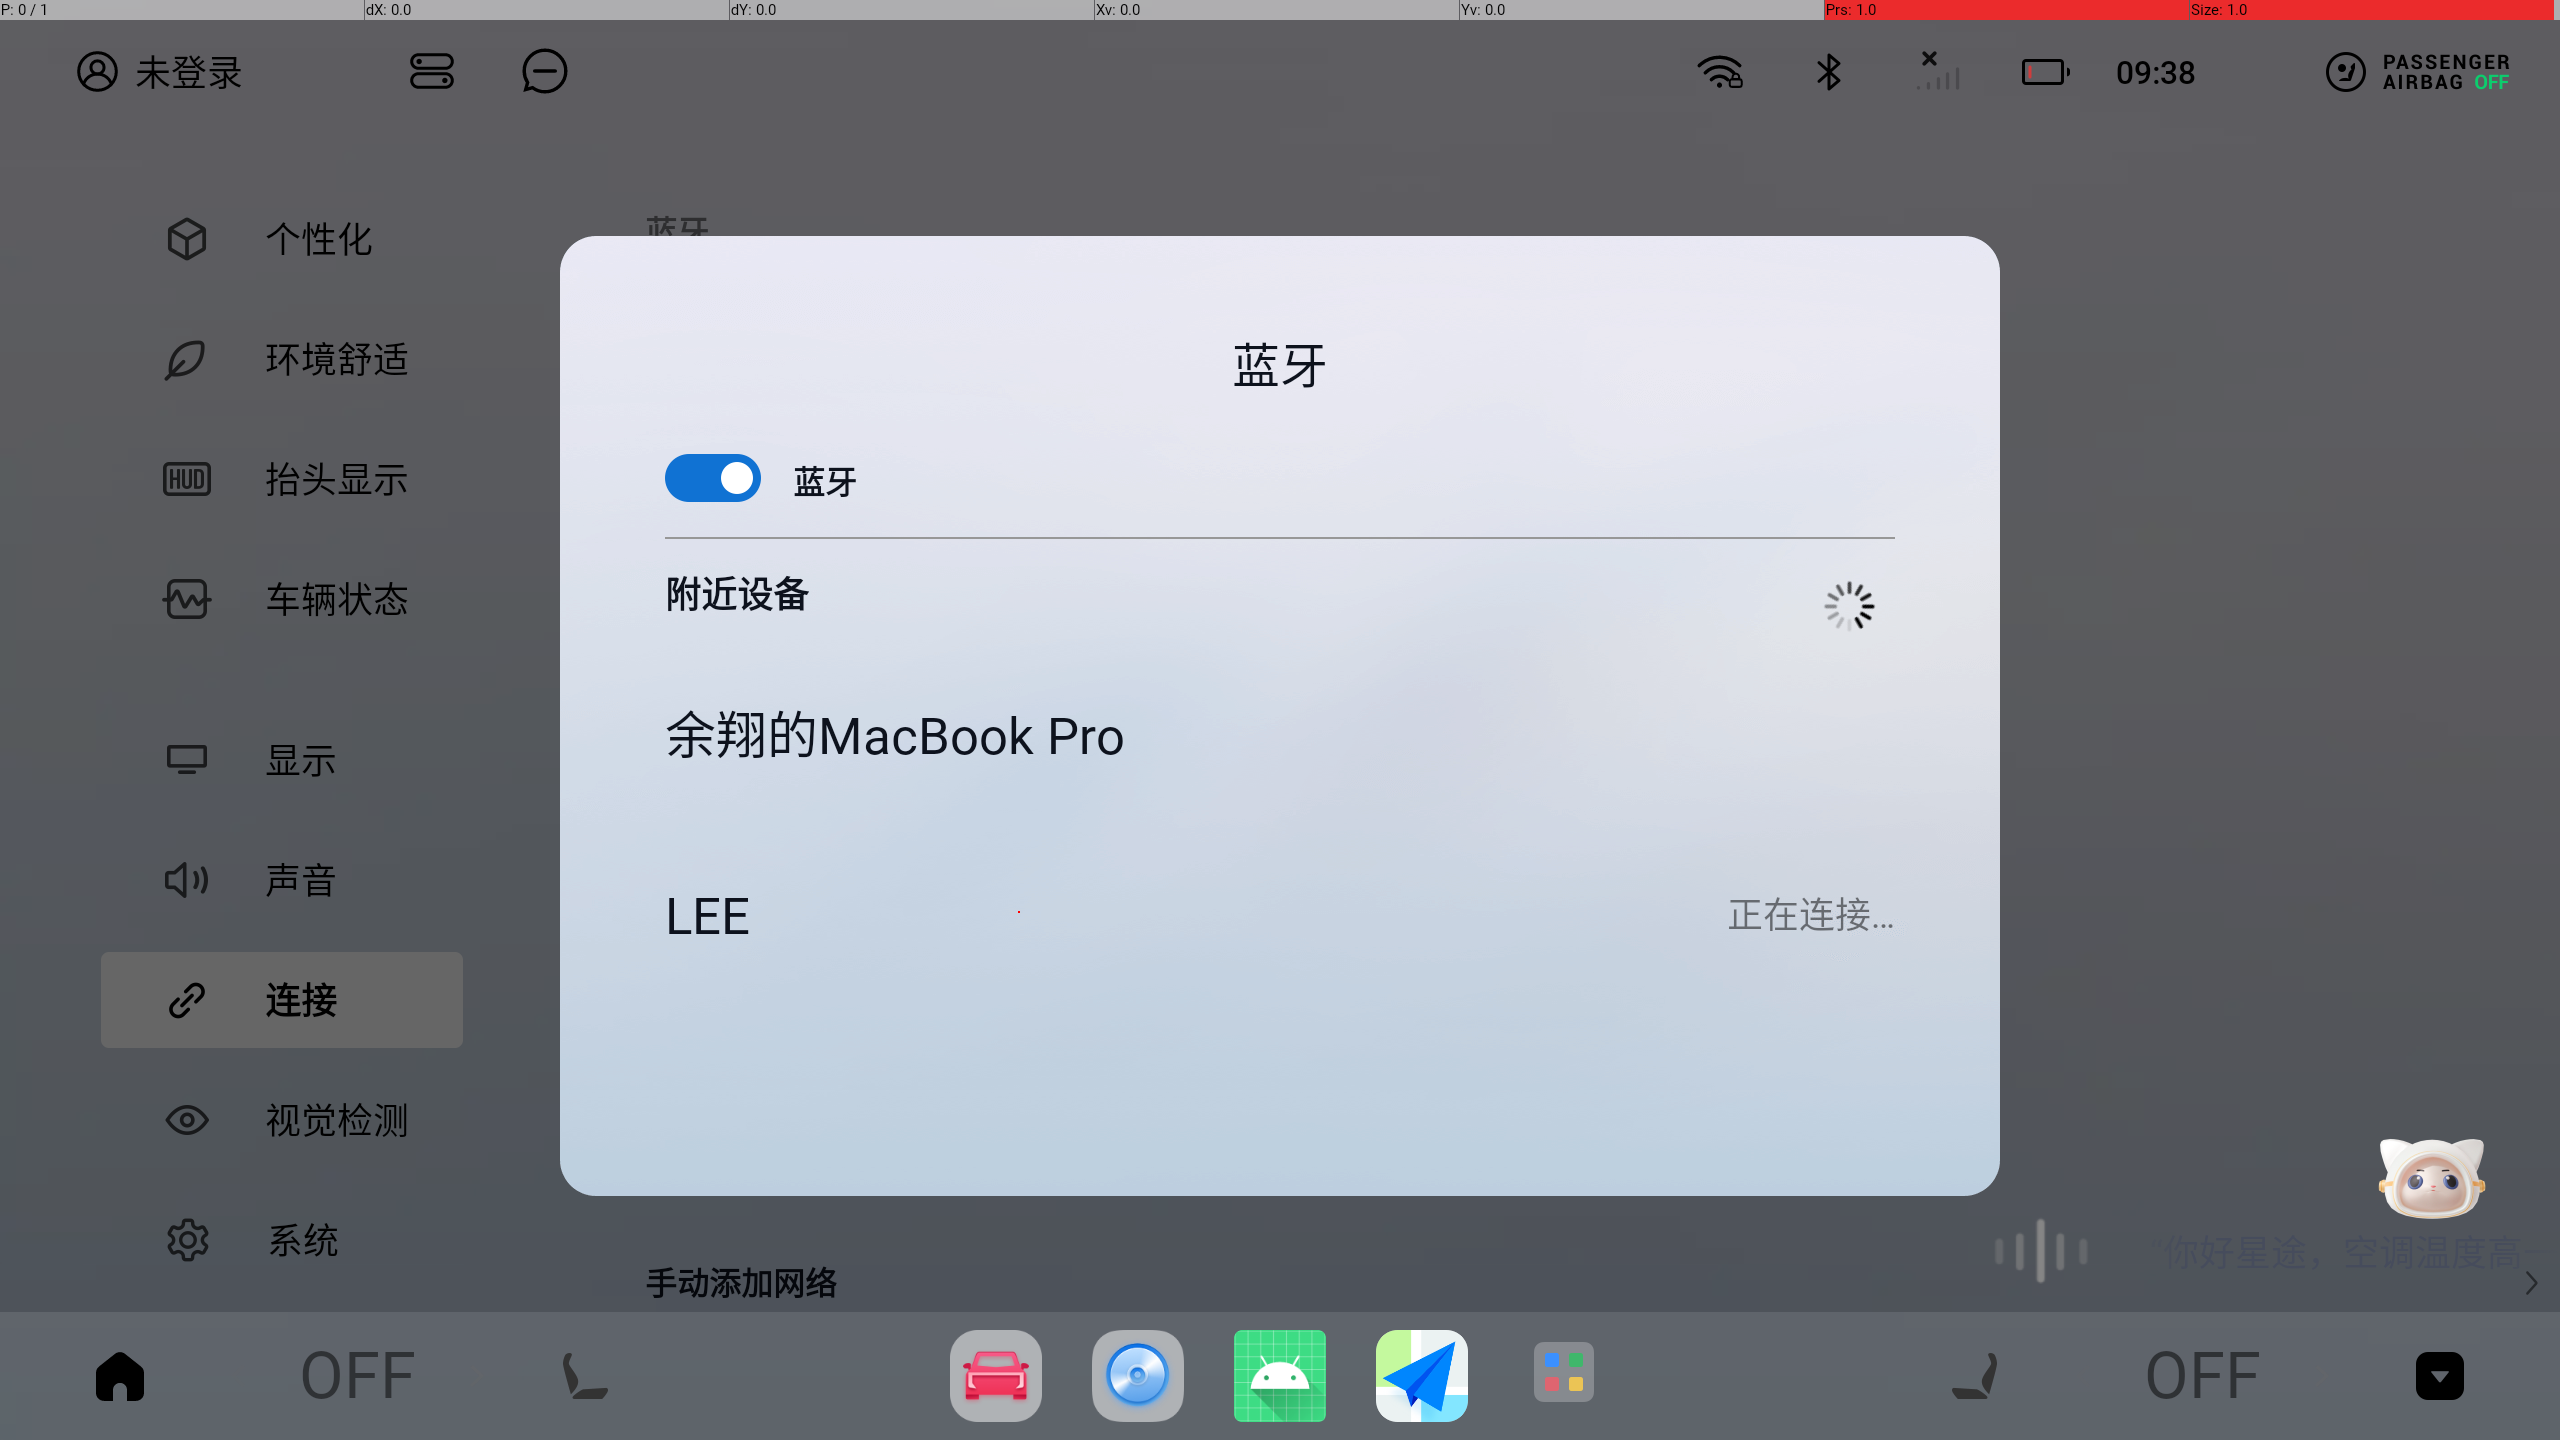 P: 0 / 1 dX: 0.0 dY: 0.0 Xv: 0.0 Yv: 0.0 Prs: 1.0 Size: 1.0
未登录 09:38 PASSENGER
AIRBAG OFF
个性化
蓝牙
蓝牙
环境舒适
抬头显示
蓝牙
HUD
车辆状态
附近设备
显示
余翔的MacBook Pro
声音
LEE 正在连接...
连接
视觉检测
系统
“你好星途，空调温度高一
手动添加网络
OFF OFF